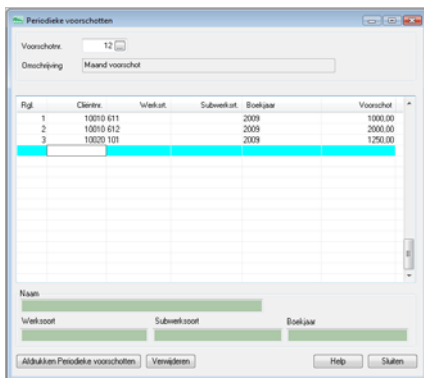 Periodieke voorschotten
Voorschotnr. 12 ...
Omschrijving Maand voorschot
Rgl. Cliëntnr. Werksrt. Subwerksrt. Boekjaar Voorschot
1 10010 611 2009 1000,00
2 10010 612 2009 2000,00
3 10020 101 2009 1250,00
Naam
Werksoort Subwerksoort Boekjaar
Afdrukken Periodieke voorschotten Verwijderen Help Sluiten